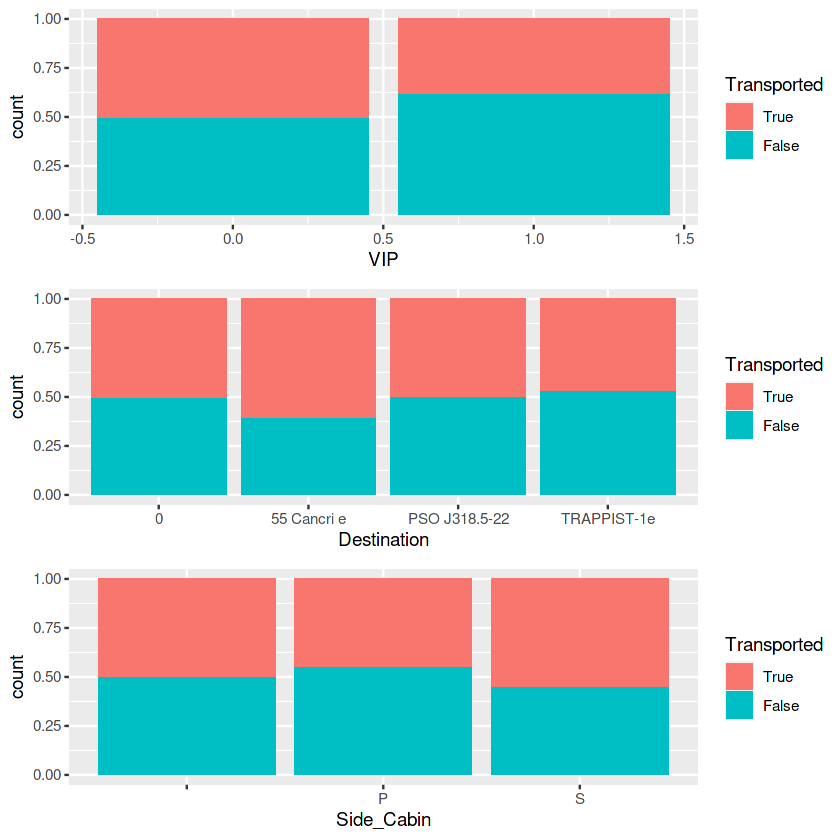 1.00
0.75
0.50
0.25
0.00
count
-0.5 0.0 0.5 1.0 1.5
VIP
Transported
True
False
1.00
0.75
0.50
0.25
0.00
count
0 55 Cancri e PSO J318.5-22 TRAPPIST-1e
Destination
Transported
True
False
1.00
0.75
0.50
0.25
0.00
count
P S
Side_Cabin
Transported
True
False